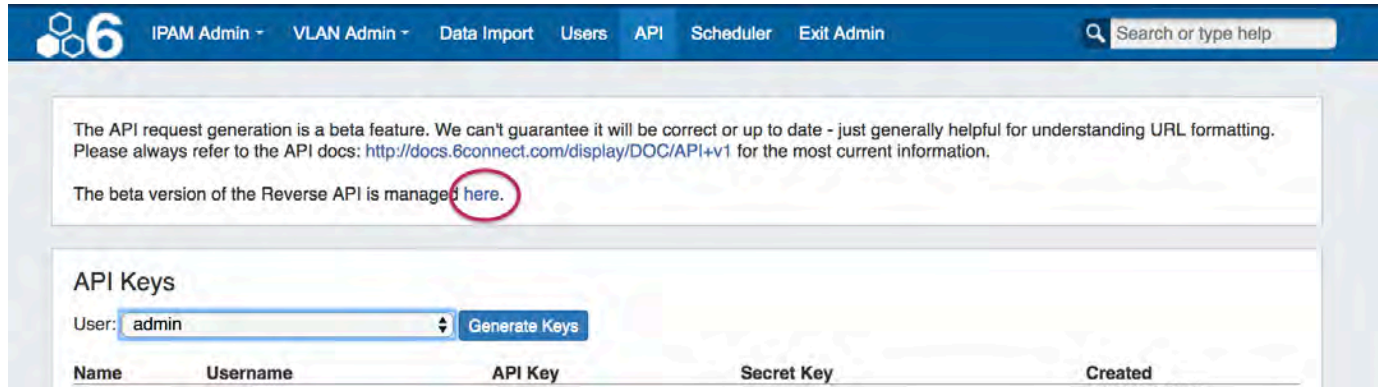 6 IPAM Admin VLAN Admin Data Import Users API Scheduler Exit Admin Search or type help
The API request generation is a beta feature. We can't guarantee it will be correct or up to date - just generally helpful for understanding URL formatting.
Please always refer to the API docs: http://docs.6connect.com/display/DOC/API+v1 for the most current information.
The beta version of the Reverse API is managed here.
API Keys
User: admin Generate Keys
Name Username API Key Secret Key Created